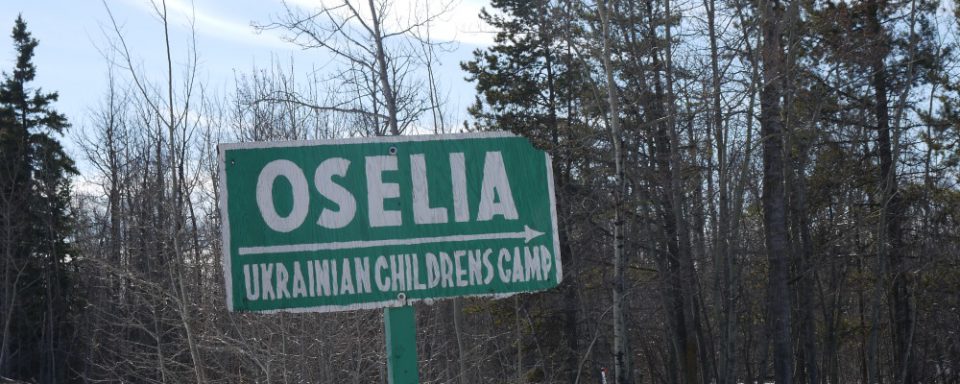 OSELIA
UKRAINIAN CHILDRENS CAMP